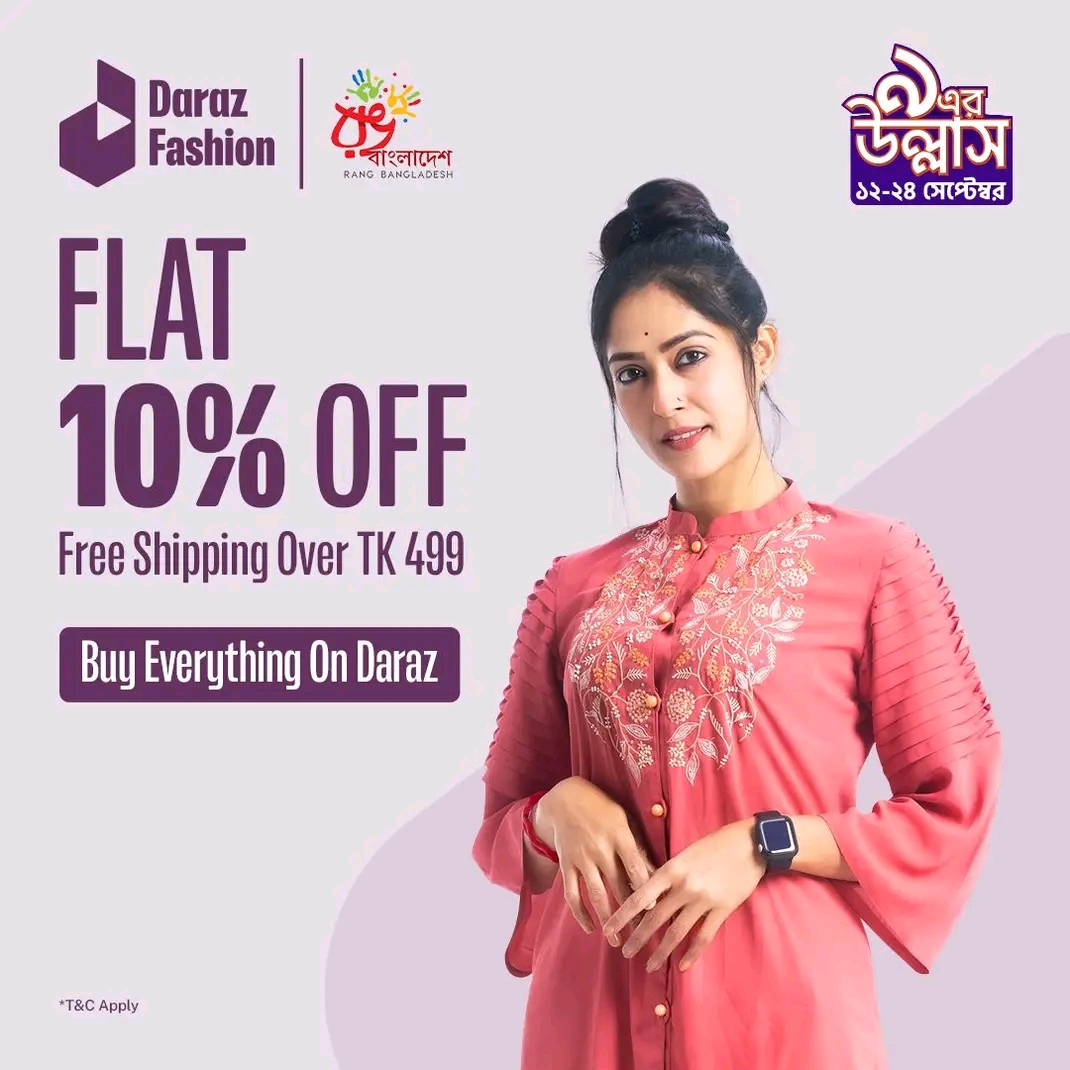 Daraz
Fashion
রঙ
বাংলাদেশ
RANG BANGLADESH
৯এর
উল্লাস
১২-২৪ সেপ্টেম্বর
FLAT
10% OFF
Free Shipping Over TK 499
Buy Everything On Daraz
*T&C Apply